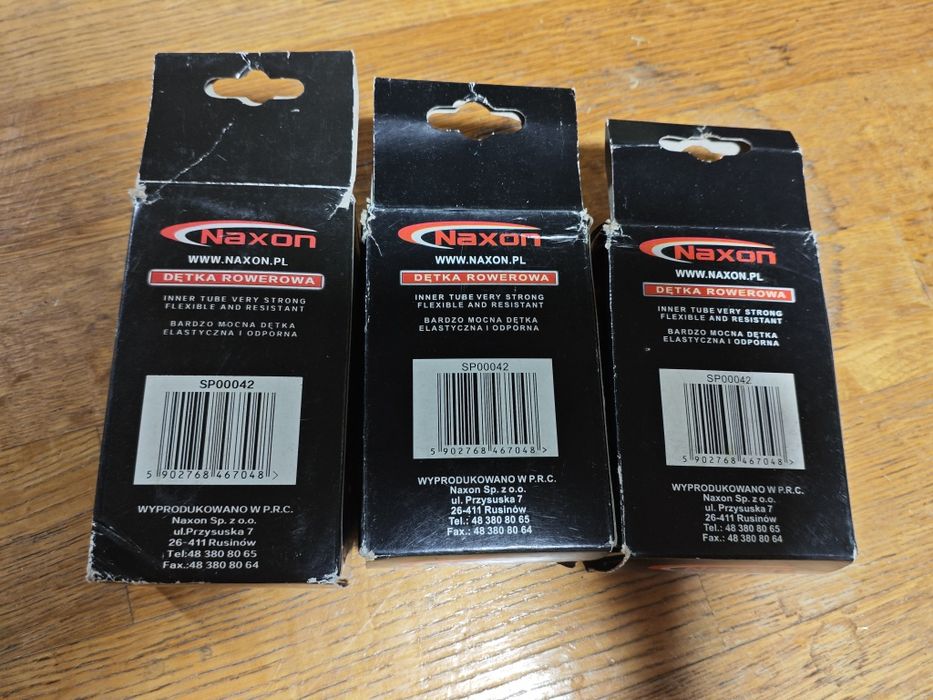 Naxon
WWW.NAXON.PL
DĘTKA ROWEROWA
INNER TUBE VERY STRONG
FLEXIBLE AND RESISTANT
BARDZO MOCNA DĘTKA
ELASTYCZNA I ODPORNA
SP00042
5 902768 467048 >
WYPRODUKOWANO W P.R.C.
Naxon Sp. z o.o.
ul.Przysuska 7
26-411 Rusinów
Tel:48 380 80 65
Fax.:48 380 80 64
Naxon
WWW.NAXON.PL
DĘTKA ROWEROWA
INNER TUBE VERY STRONG
FLEXIBLE AND RESISTANT
BARDZO MOCNA DĘTKA
ELASTYCZNA I ODPORNA
SP00042
5 902768 467048 >
WYPRODUKOWANO W P.R.C.
Naxon Sp. z o.o.
ul. Przysuska 7
26-411 Rusinów
Tel.: 48 380 80 65
Fax.: 48 380 80 64
Naxon
WWW.NAXON.PL
DĘTKA ROWEROWA
INNER TUBE VERY STRONG
FLEXIBLE AND RESISTANT
BARDZO MOCNA DĘTKA
ELASTYCZNA I ODPORNA
SP00042
5 902768 467048 >
WYPRODUKOWANO W P.R.C.
Naxon Sp. z o.o.
ul. Przysuska 7
26-411 Rusinów
Tel.: 48 380 80 65
Fax.: 48 380 80 64